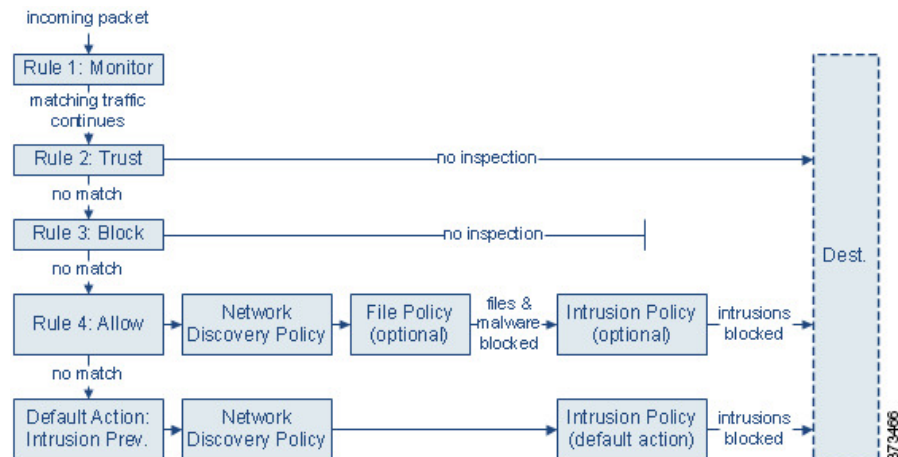 incoming packet
Rule 1: Monitor
matching traffic
continues
Rule 2: Trust
no inspection
no match
Rule 3: Block
no inspection
no match
Dest.
Rule 4: Allow
Network
Discovery Policy
File Policy
(optional)
files &
malware
blocked
Intrusion Policy
(optional)
intrusions
blocked
no match
Default Action:
Intrusion Prev.
Network
Discovery Policy
Intrusion Policy
(default action)
intrusions
blocked
373466